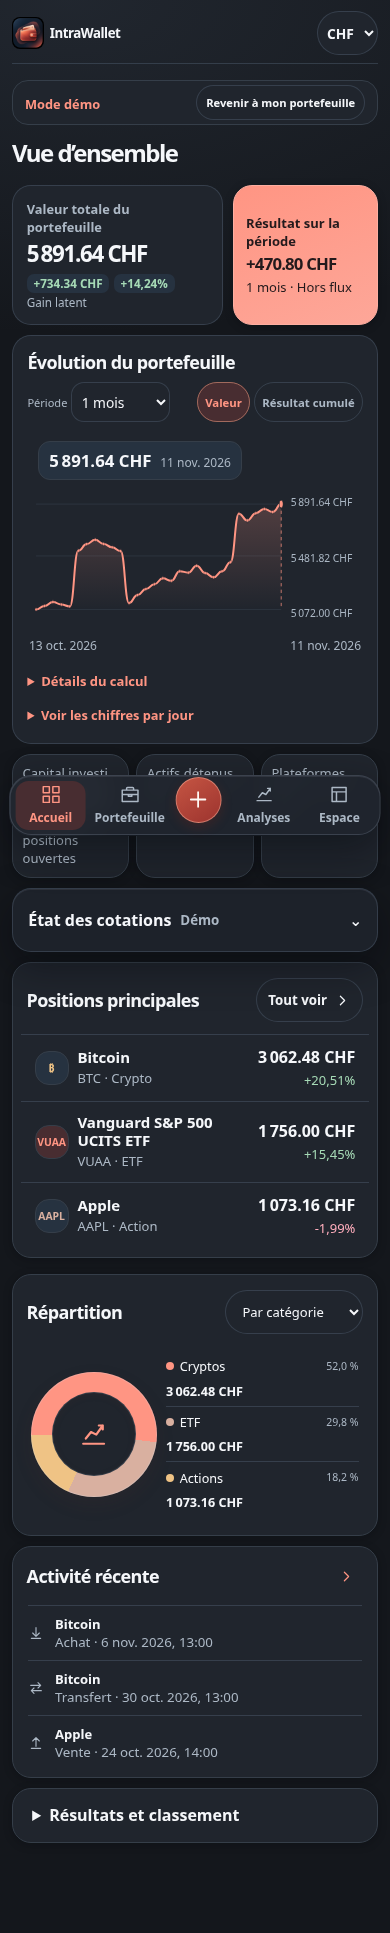 IntraWallet
CHF
Mode démo
Revenir à mon portefeuille
Vue d’ensemble
Valeur totale du
portefeuille
5 891.64 CHF
+734.34 CHF
+14,24%
Gain latent
Résultat sur la
période
+470.80 CHF
1 mois · Hors flux
Évolution du portefeuille
Période
1 mois
Valeur
Résultat cumulé
5 891.64 CHF 11 nov. 2026
5 891.64 CHF
5 481.82 CHF
5 072.00 CHF
13 oct. 2026
11 nov. 2026
▶ Détails du calcul
▶ Voir les chiffres par jour
Capital investi
Actifs détenus
Plateformes
positions
ouvertes
Accueil
Portefeuille
Analyses
Espace
État des cotations Démo
Positions principales
Tout voir
₿
Bitcoin
BTC · Crypto
3 062.48 CHF
+20,51%
VUAA
Vanguard S&P 500
UCITS ETF
VUAA · ETF
1 756.00 CHF
+15,45%
AAPL
Apple
AAPL · Action
1 073.16 CHF
-1,99%
Répartition
Par catégorie
Cryptos
52,0 %
3 062.48 CHF
ETF
29,8 %
1 756.00 CHF
Actions
18,2 %
1 073.16 CHF
Activité récente
Bitcoin
Achat · 6 nov. 2026, 13:00
Bitcoin
Transfert · 30 oct. 2026, 13:00
Apple
Vente · 24 oct. 2026, 14:00
▶ Résultats et classement